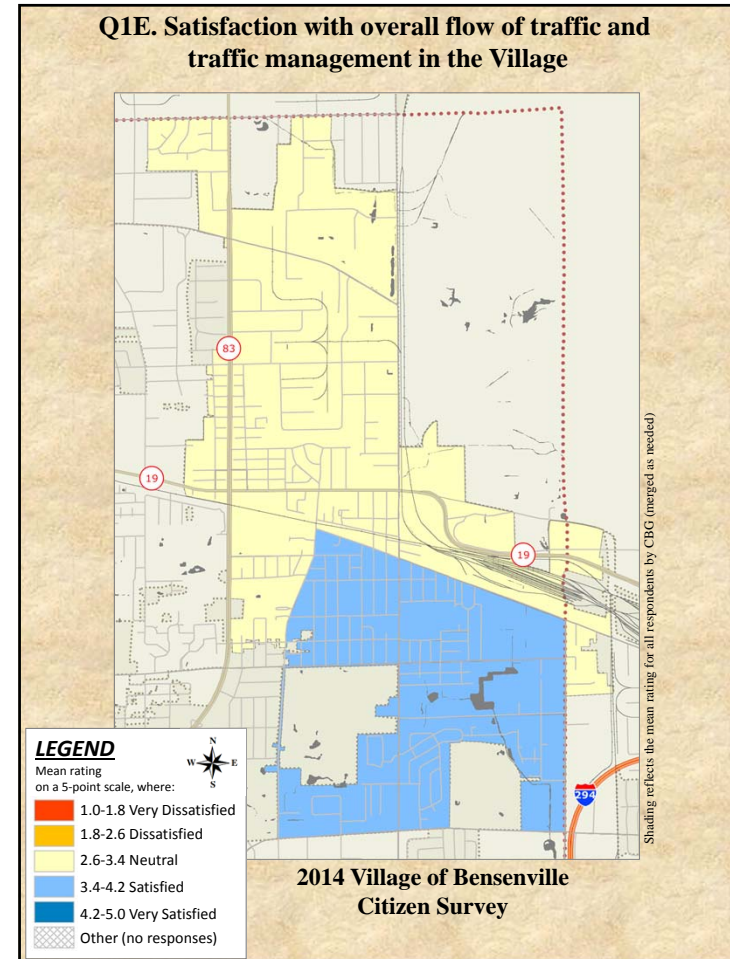 Q1E. Satisfaction with overall flow of traffic and
traffic management in the Village
83
19
19
294
Shading reflects the mean rating for all respondents by CBG (merged as needed)
LEGEND
Mean rating
on a 5-point scale, where:
N
W E
S
1.0-1.8 Very Dissatisfied
1.8-2.6 Dissatisfied
2.6-3.4 Neutral
3.4-4.2 Satisfied
4.2-5.0 Very Satisfied
Other (no responses)
2014 Village of Bensenville
Citizen Survey